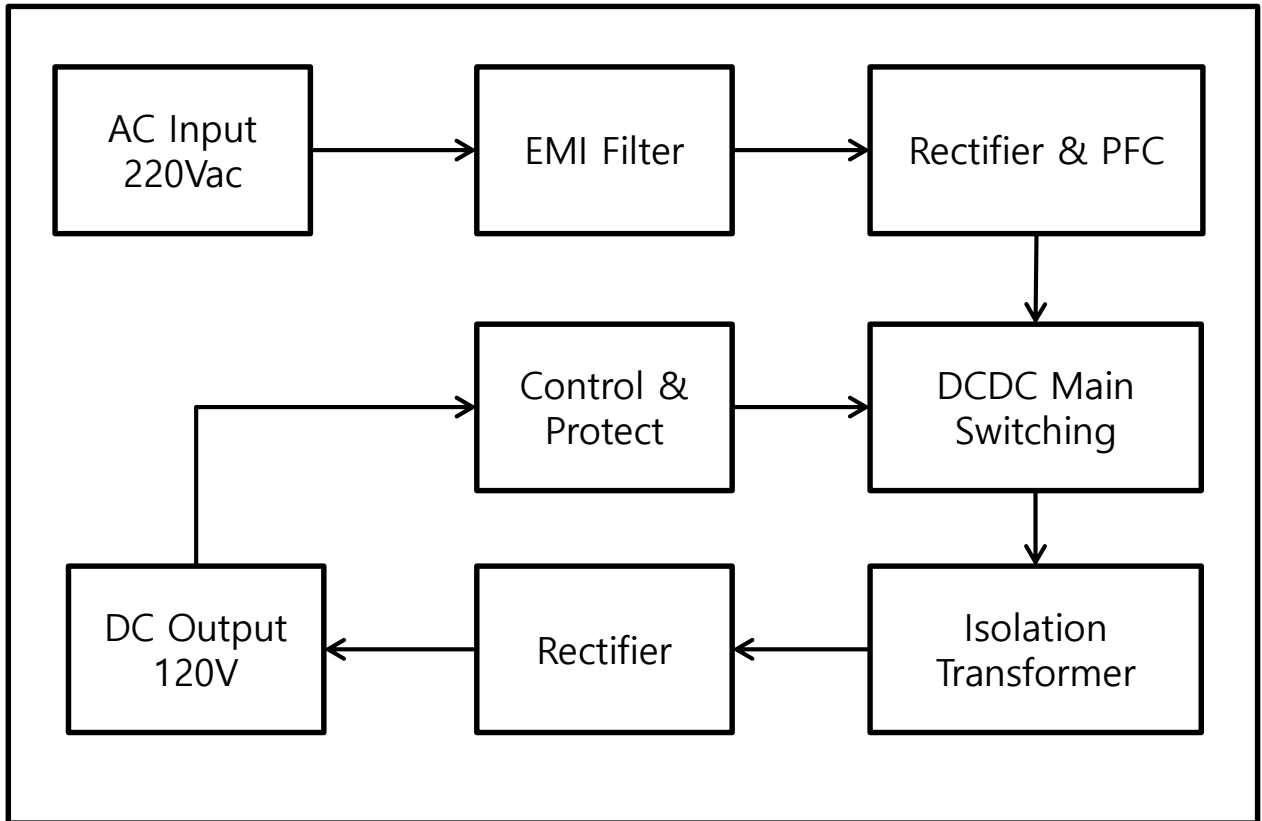 AC Input
220Vac
EMI Filter
Rectifier & PFC
Control &
Protect
DCDC Main
Switching
DC Output
120V
Rectifier
Isolation
Transformer